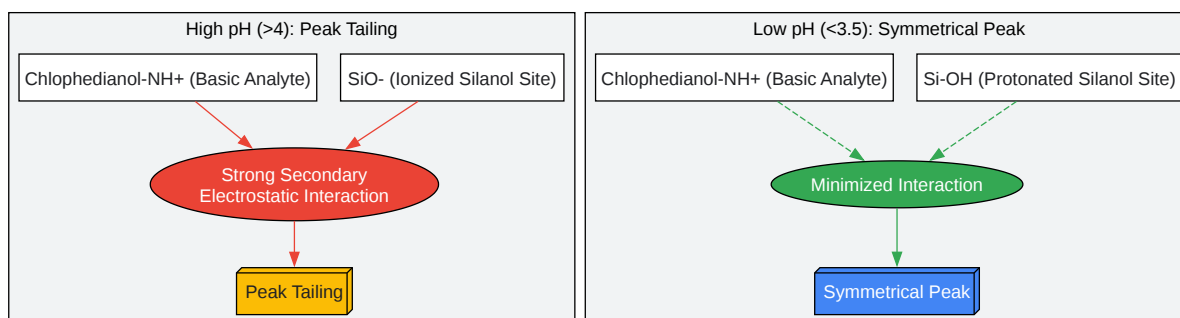 High pH (>4): Peak Tailing
Chlophedianol-NH+ (Basic Analyte)
SiO- (Ionized Silanol Site)
Strong Secondary
Electrostatic Interaction
Peak Tailing
Low pH (<3.5): Symmetrical Peak
Chlophedianol-NH+ (Basic Analyte)
Si-OH (Protonated Silanol Site)
Minimized Interaction
Symmetrical Peak